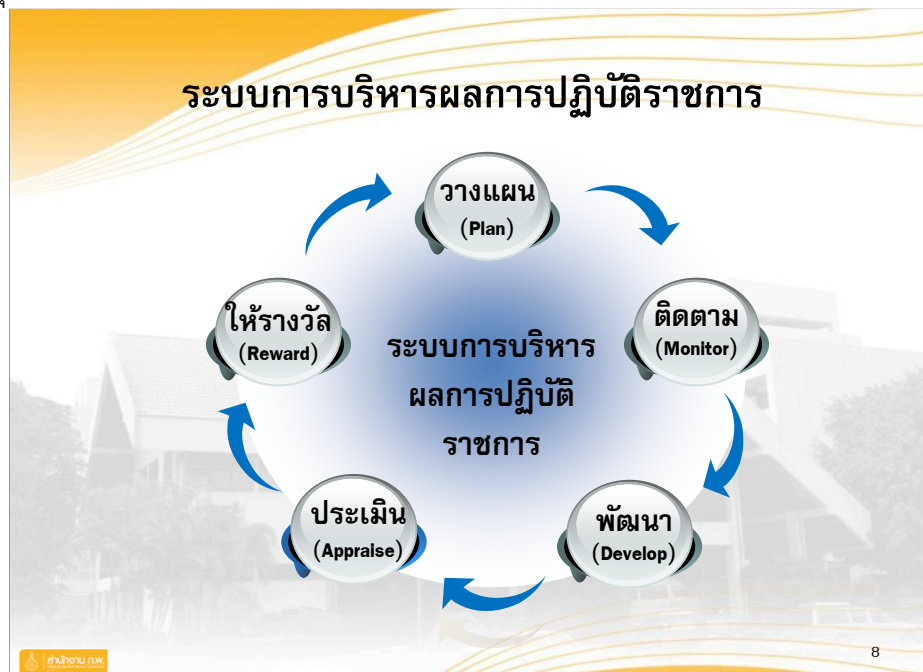 ระบบการบริหารผลการปฏิบัติราชการ
วางแผน
(Plan)
ติดตาม
(Monitor)
พัฒนา
(Develop)
ประเมิน
(Appraise)
ให้รางวัล
(Reward)
ระบบการบริหาร
ผลการปฏิบัติ
ราชการ
สำนักงาน ก.พ.
8